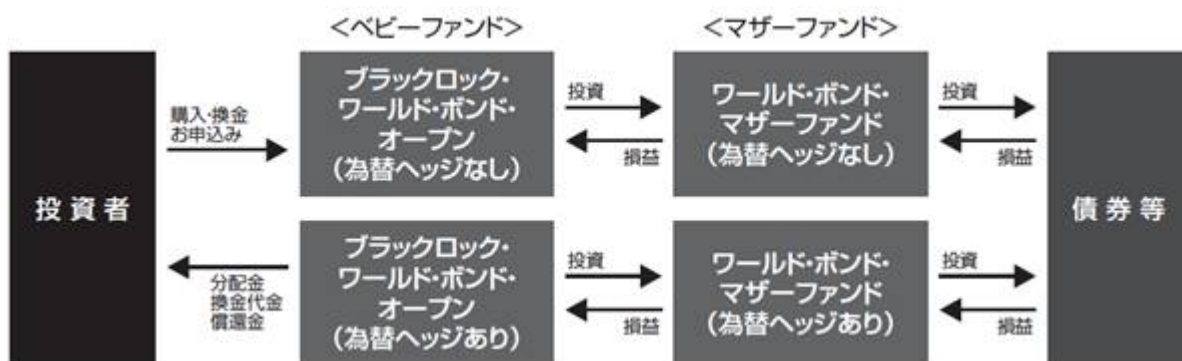 <ベビーファンド>
<マザーファンド>
投資者
購入・換金
お申込み
ブラックロック・
ワールド・ボンド・
オープン
(為替ヘッジなし)
投資
損益
ワールド・ボンド・
マザーファンド
(為替ヘッジなし)
投資
損益
債券等
分配金
換金代金
償還金
ブラックロック・
ワールド・ボンド・
オープン
(為替ヘッジあり)
投資
損益
ワールド・ボンド・
マザーファンド
(為替ヘッジあり)
投資
損益